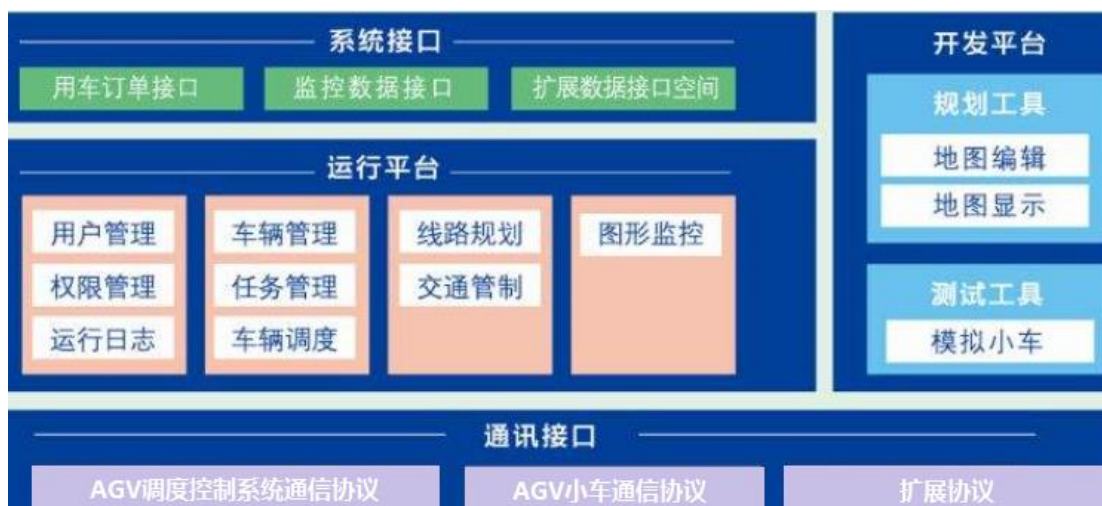 系统接口
用车订单接口
监控数据接口
扩展数据接口空间
运行平台
用户管理
权限管理
运行日志
车辆管理
任务管理
车辆调度
线路规划
交通管制
图形监控
开发平台
规划工具
地图编辑
地图显示
测试工具
模拟小车
通讯接口
AGV调度控制系统通信协议
AGV小车通信协议
扩展协议